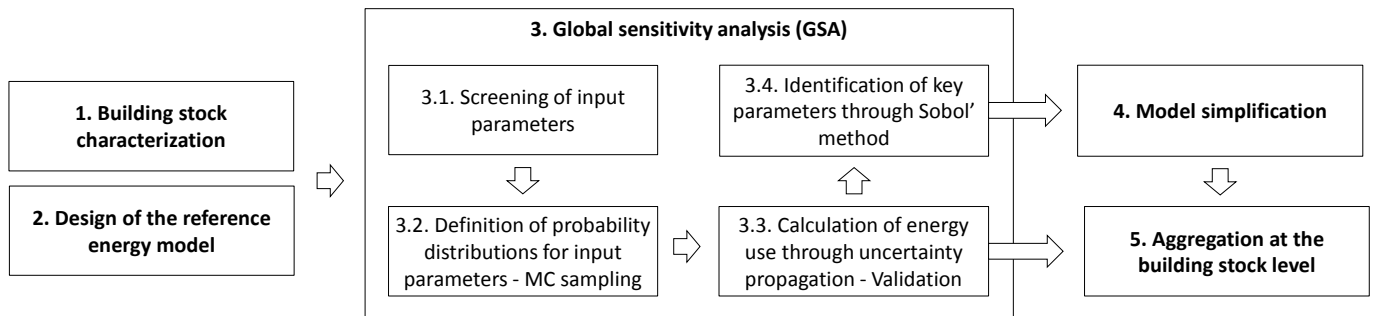 1. Building stock
characterization
2. Design of the reference
energy model
3. Global sensitivity analysis (GSA)
3.1. Screening of input
parameters
3.2. Definition of probability
distributions for input
parameters - MC sampling
3.3. Calculation of energy
use through uncertainty
propagation - Validation
3.4. Identification of key
parameters through Sobol’
method
4. Model simplification
5. Aggregation at the
building stock level